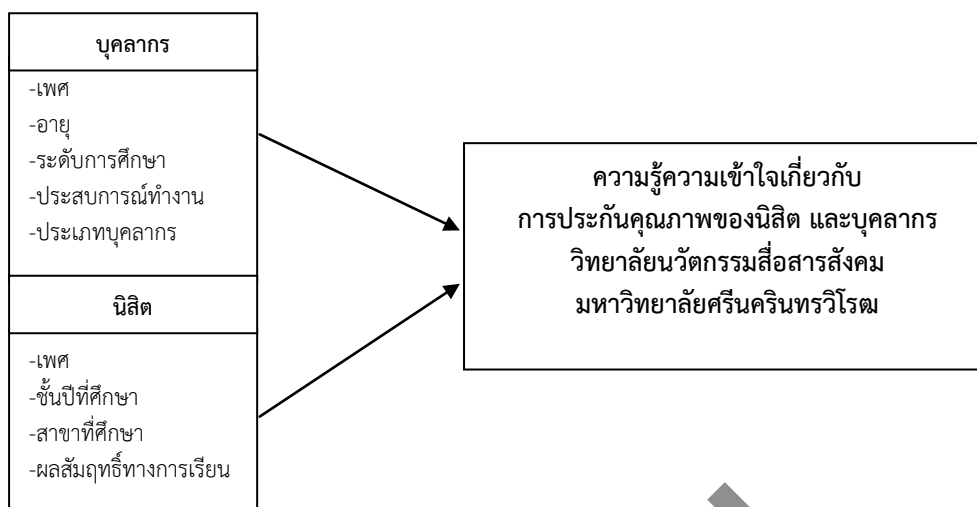 บุคลากร
-เพศ
-อายุ
-ระดับการศึกษา
-ประสบการณ์ทำงาน
-ประเภทบุคลากร
นิสิต
-เพศ
-ชั้นปีที่ศึกษา
-สาขาที่ศึกษา
-ผลสัมฤทธิ์ทางการเรียน
ความรู้ความเข้าใจเกี่ยวกับ
การประกันคุณภาพของนิสิต และบุคลากร
วิทยาลัยนวัตกรรมสื่อสารสังคม
มหาวิทยาลัยศรีนครินทรวิโรฒ